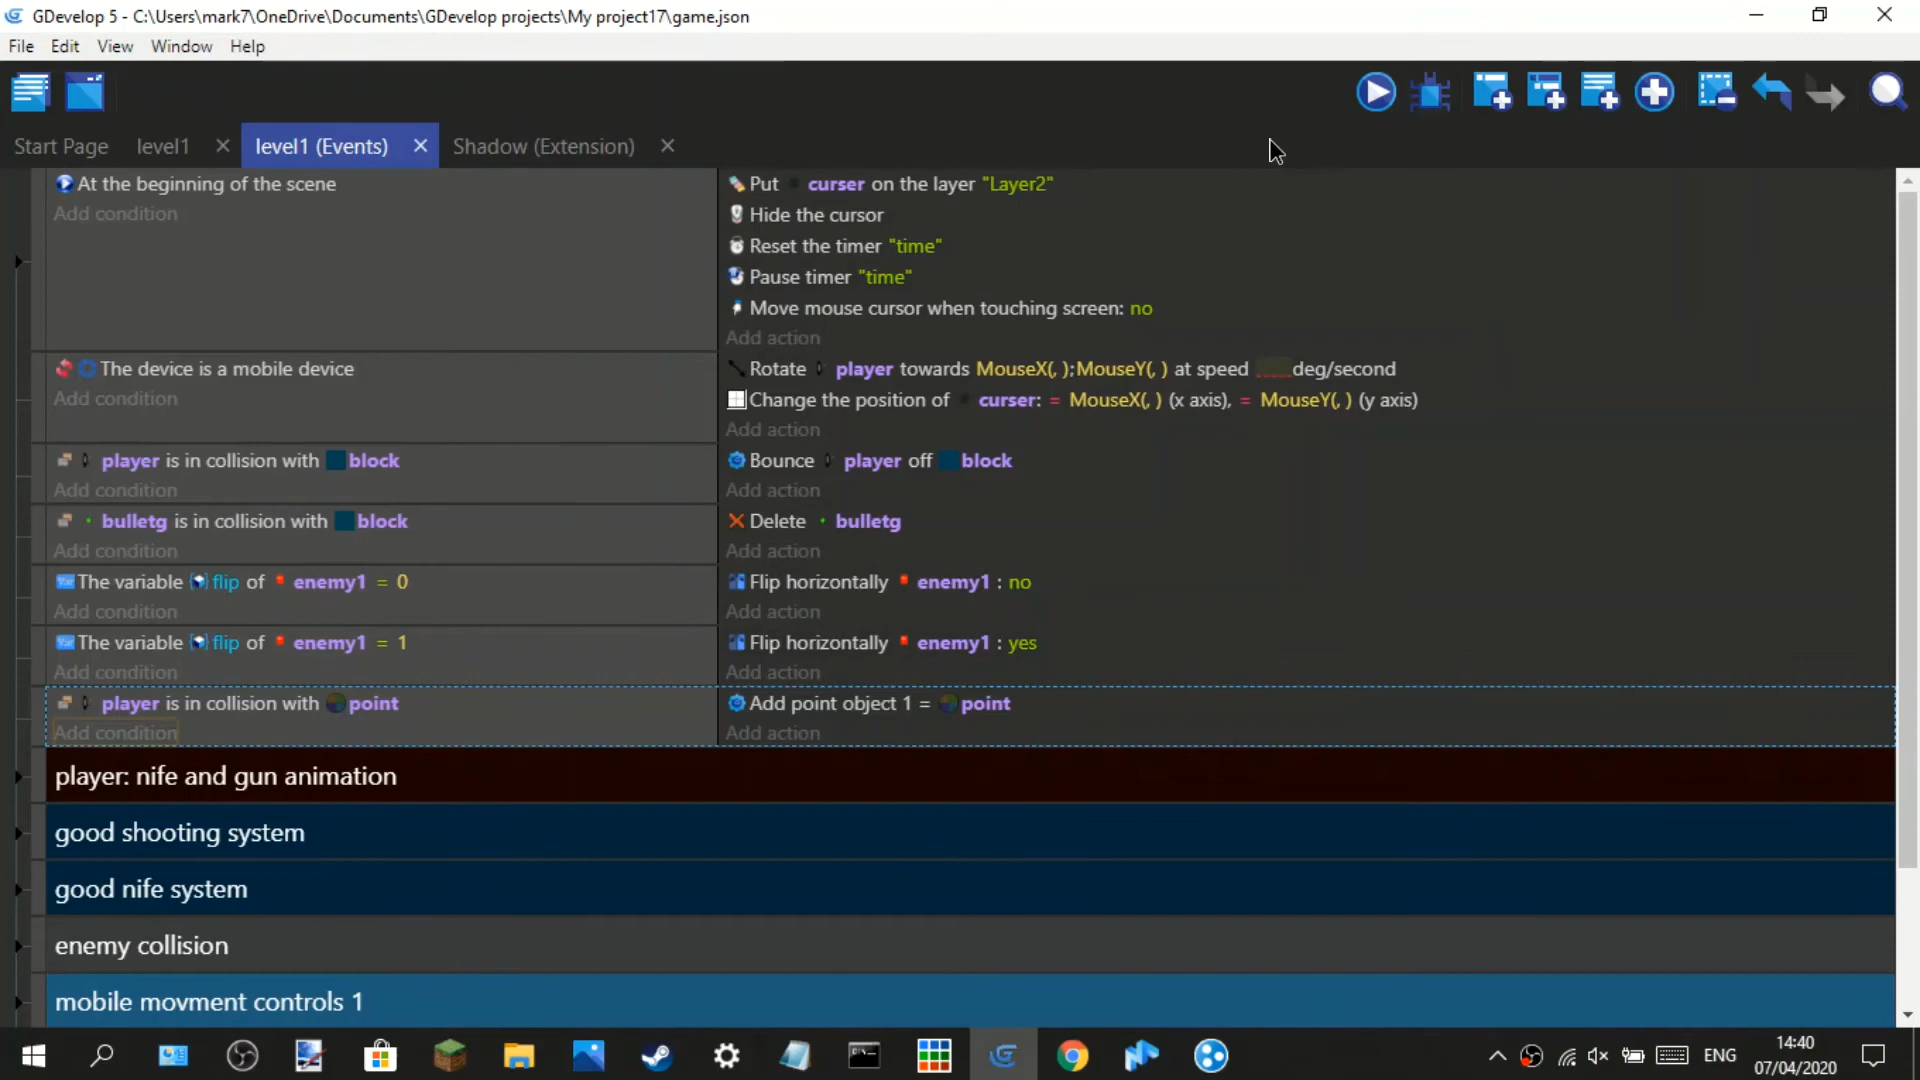 GDevelop 5 - C:\Users\mark7\OneDrive\Documents\GDevelop projects\My project17\game.json
File Edit View Window Help
Start Page level1 level1 (Events) Shadow (Extension)
At the beginning of the scene
Add condition
Put curser on the layer "Layer2"
Hide the cursor
Reset the timer "time"
Pause timer "time"
Move mouse cursor when touching screen: no
Add action
The device is a mobile device
Add condition
Rotate player towards MouseX(, );MouseY(, ) at speed deg/second
Change the position of curser: = MouseX(, ) (x axis), = MouseY(, ) (y axis)
Add action
player is in collision with block
Add condition
Bounce player off block
Add action
bulletg is in collision with block
Add condition
Delete bulletg
Add action
The variable flip of enemy1 = 0
Add condition
Flip horizontally enemy1 : no
Add action
The variable flip of enemy1 = 1
Add condition
Flip horizontally enemy1 : yes
Add action
player is in collision with point
Add condition
Add point object 1 = point
Add action
player: nife and gun animation
good shooting system
good nife system
enemy collision
mobile movment controls 1
ENG
14:40
07/04/2020